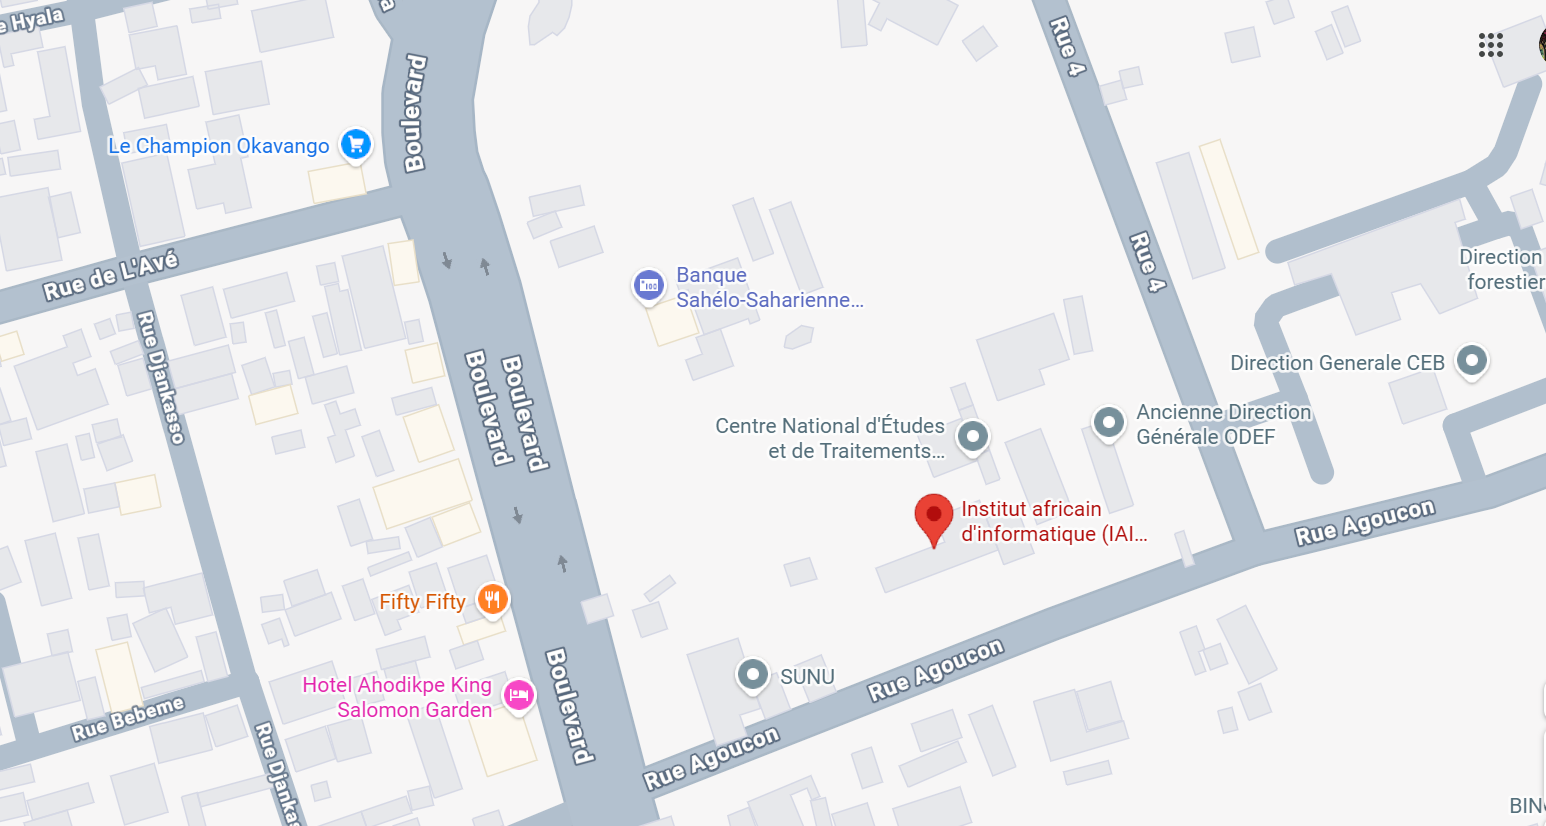 Rue 4
Hyala
Boulevard
Le Champion Okavango
Rue de L'Avé
Rue 4
Banque
Sahélo-Saharienne...
Direction
forestier
Rue Djankasso
Boulevard
Boulevard
Direction Generale CEB
Centre National d'Études
et de Traitements...
Ancienne Direction
Générale ODEF
Institut africain
d'informatique (IAI...
Rue Agoucon
Fifty Fifty
Rue Agoucon
SUNU
Hotel Ahodikpe King
Salomon Garden
Boulevard
Rue Bebeme
Rue Agoucon
Rue Djankas
BIN